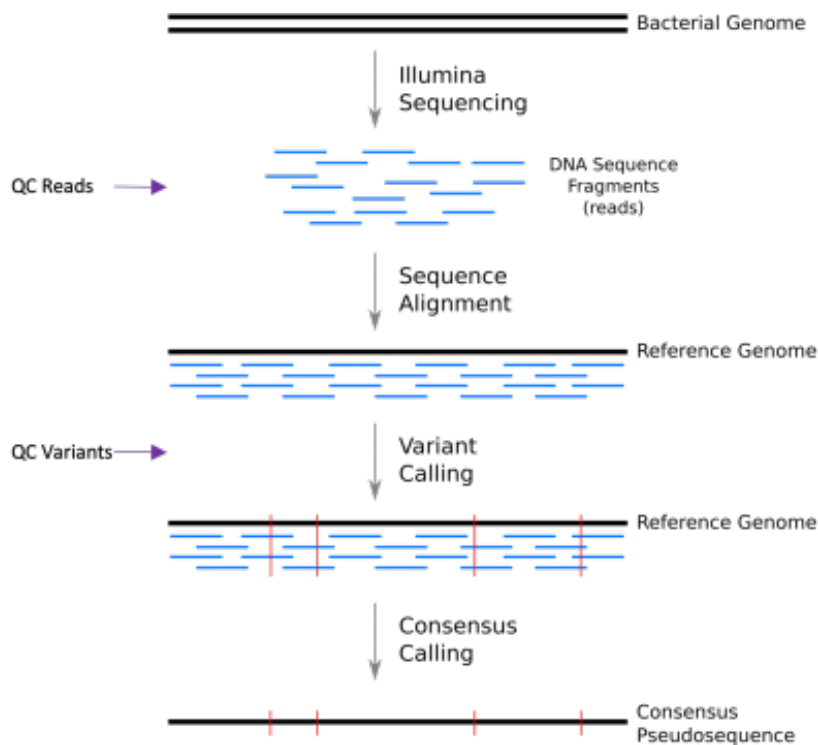 Bacterial Genome
Illumina
Sequencing
QC Reads
DNA Sequence
Fragments
(reads)
Sequence
Alignment
Reference Genome
QC Variants
Variant
Calling
Reference Genome
Consensus
Calling
Consensus
Pseudosequence